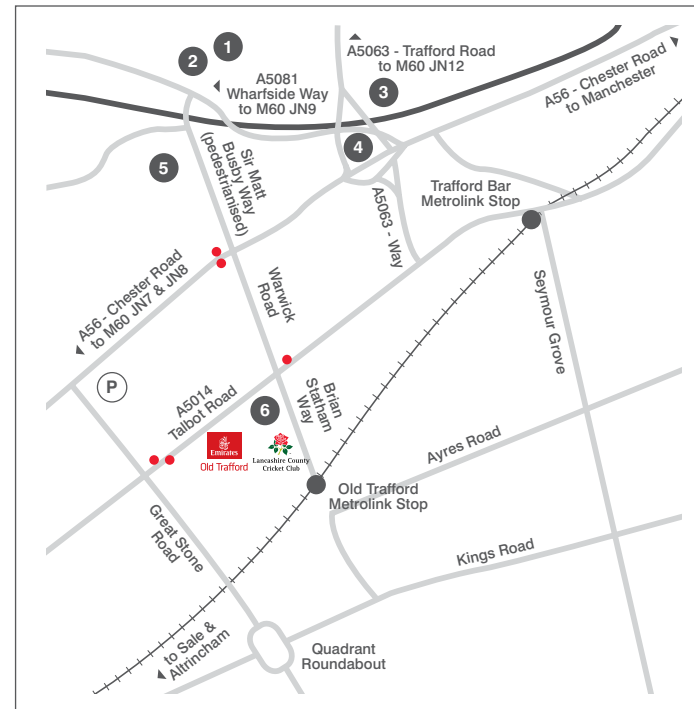 1
2
A5063 - Trafford Road
to M60 JN12
A5081
Wharfside Way
to M60 JN9
3
A56 - Chester Road
to Manchester
4
5
Sir Matt
Busby Way
(pedestrianised)
A5063 - Way
Trafford Bar
Metrolink Stop
A56 - Chester Road
to M60 JN7 & JN8
Warwick
Road
Seymour Grove
P
A5014
Talbot Road
6
Brian
Statham
Way
Emirates
Old Trafford
Lancashire County
Cricket Club
Ayres Road
Old Trafford
Metrolink Stop
Great Stone
Road
Kings Road
to Sale &
Altrincham
Quadrant
Roundabout